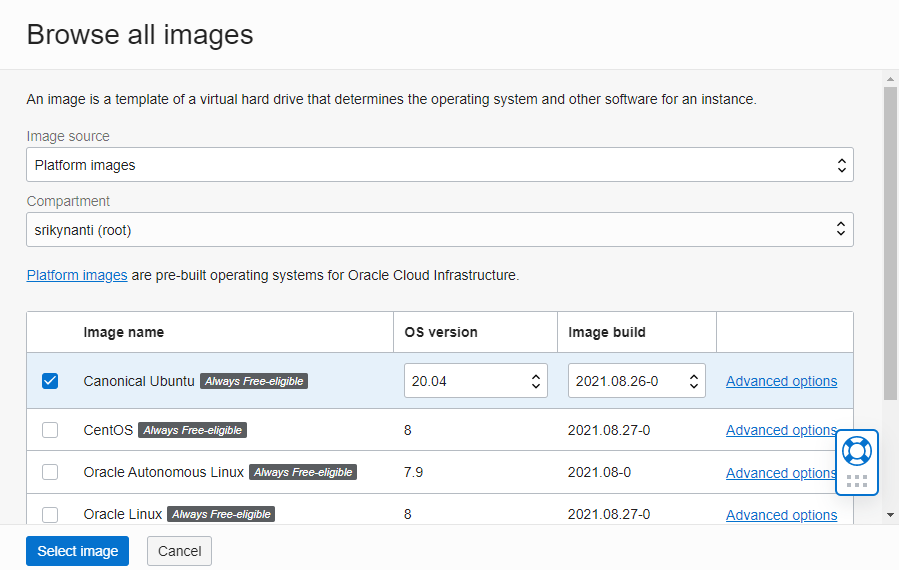 Browse all images
An image is a template of a virtual hard drive that determines the operating system and other software for an instance.
Image source
Platform images
Compartment
srikynanti (root)
Platform images are pre-built operating systems for Oracle Cloud Infrastructure.
Image name OS version Image build
Canonical Ubuntu Always Free-eligible 20.04 2021.08.26-0 Advanced options
CentOS Always Free-eligible 8 2021.08.27-0 Advanced options
Oracle Autonomous Linux Always Free-eligible 7.9 2021.08-0 Advanced options
Oracle Linux Always Free-eligible 8 2021.08.27-0 Advanced options
Select image Cancel